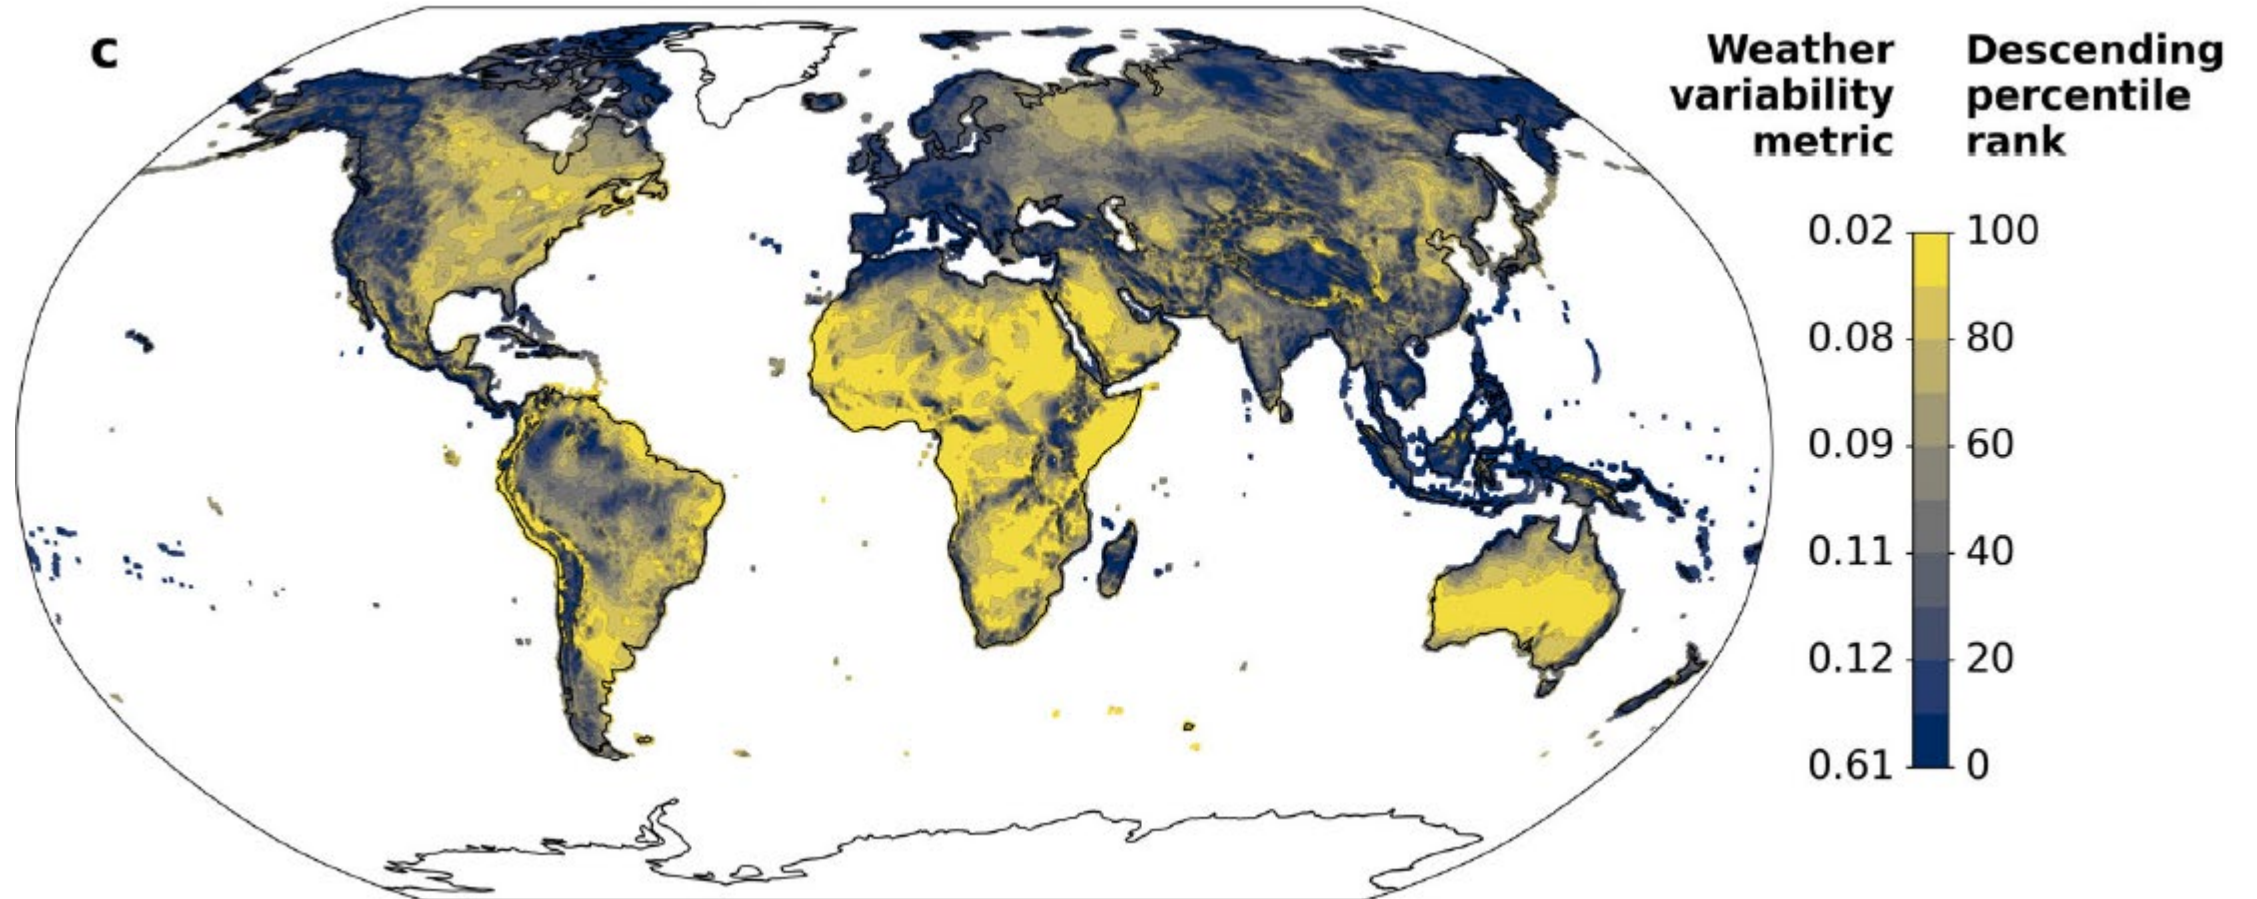 c
Weather
variability
metric
Descending
percentile
rank
0.02 100
0.08 80
0.09 60
0.11 40
0.12 20
0.61 0